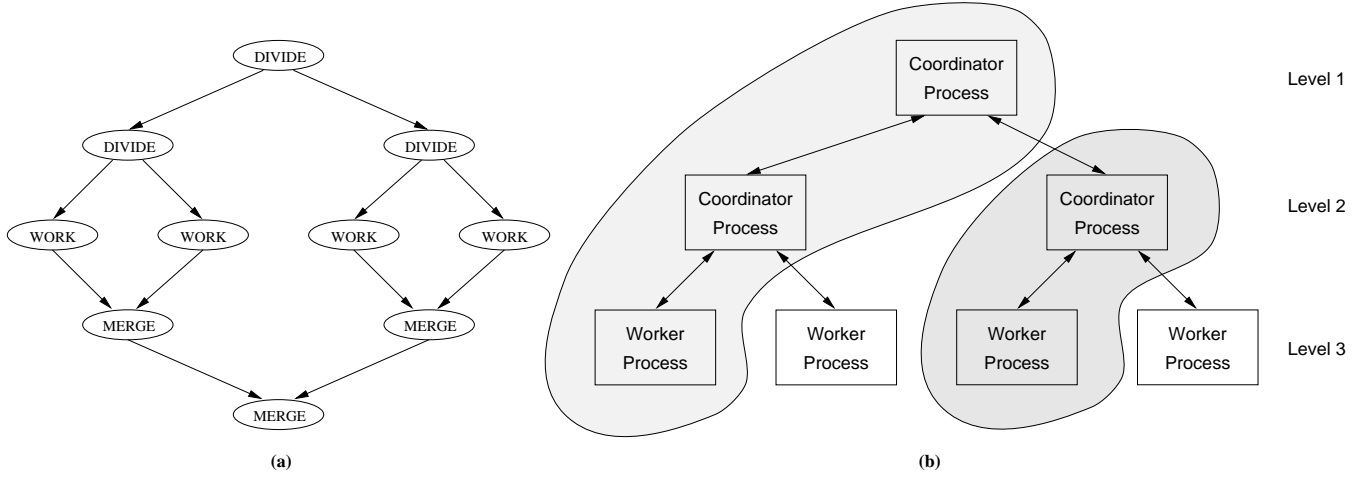 DIVIDE
DIVIDE
DIVIDE
WORK
WORK
WORK
WORK
MERGE
MERGE
MERGE
(a)
Coordinator
Process
Level 1
Coordinator
Process
Coordinator
Process
Level 2
Worker
Process
Worker
Process
Worker
Process
Worker
Process
Level 3
(b)